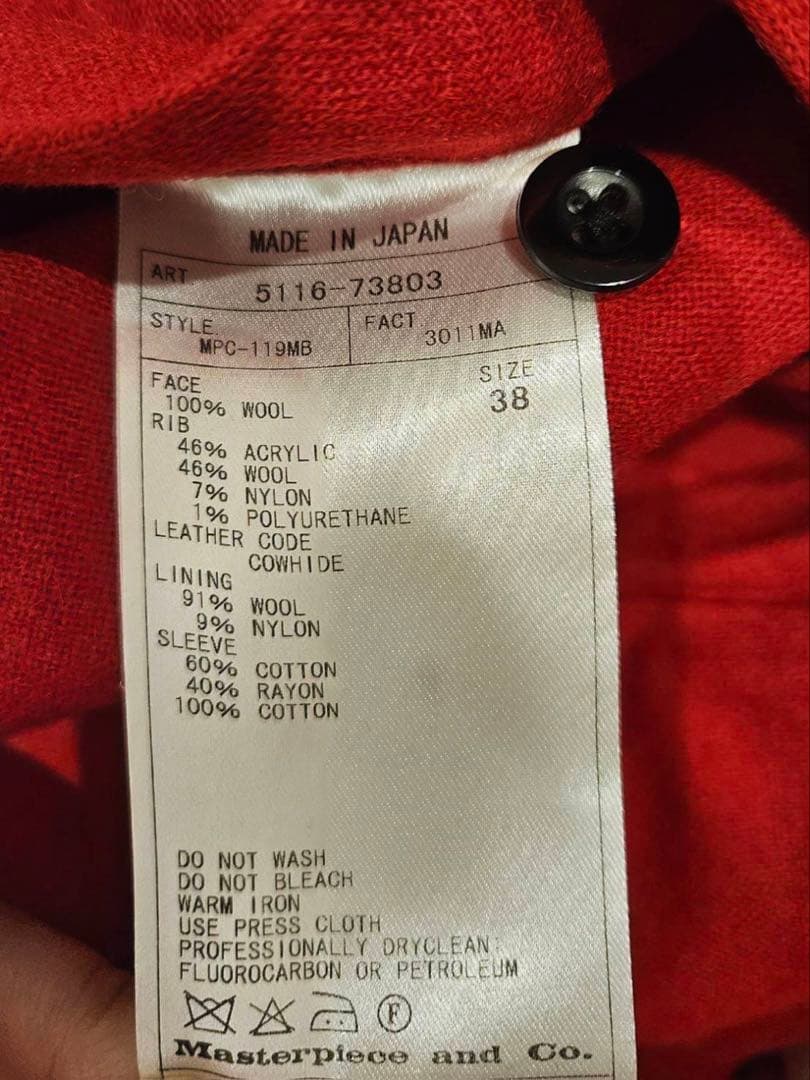 MADE IN JAPAN
ART 5116-73803
STYLE MPC-119MB FACT 3011MA
FACE SIZE
100% WOOL 38
RIB
46% ACRYLIC
46% WOOL
7% NYLON
1% POLYURETHANE
LEATHER CODE
COWHIDE
LINING
91% WOOL
9% NYLON
SLEEVE
60% COTTON
40% RAYON
100% COTTON
DO NOT WASH
DO NOT BLEACH
WARM IRON
USE PRESS CLOTH
PROFESSIONALLY DRYCLEAN:
FLUOROCARBON OR PETROLEUM
F
Masterpiece and Co.